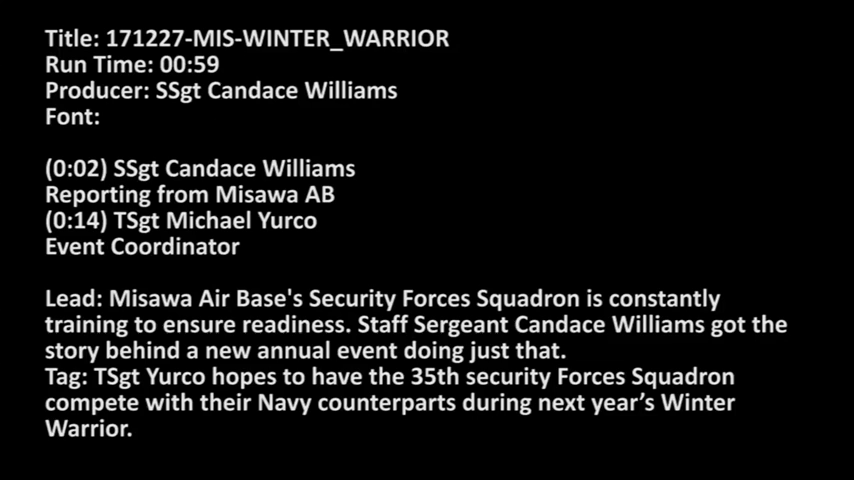 Title: 171227-MIS-WINTER_WARRIOR
Run Time: 00:59
Producer: SSgt Candace Williams
Font:
(0:02) SSgt Candace Williams
Reporting from Misawa AB
(0:14) TSgt Michael Yurco
Event Coordinator
Lead: Misawa Air Base's Security Forces Squadron is constantly
training to ensure readiness. Staff Sergeant Candace Williams got the
story behind a new annual event doing just that.
Tag: TSgt Yurco hopes to have the 35th security Forces Squadron
compete with their Navy counterparts during next year’s Winter
Warrior.